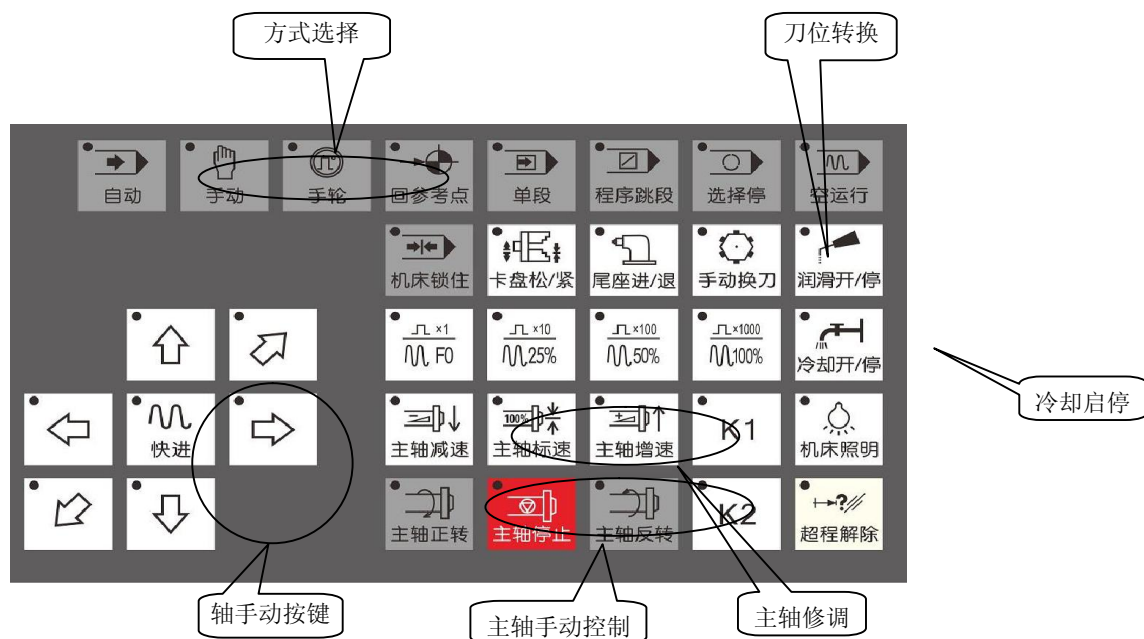 方式选择
刀位转换
自动
手动
手轮
回参考点
单段
程序跳段
选择停
空运行
机床锁住
卡盘松/紧
尾座进/退
手动换刀
润滑开/停
×1
F0
×10
25%
×100
50%
×1000
100%
冷却开/停
冷却启停
快进
主轴减速
100%
主轴标速
主轴增速
K1
机床照明
主轴正转
主轴停止
主轴反转
K2
?
超程解除
轴手动按键
主轴手动控制
主轴修调